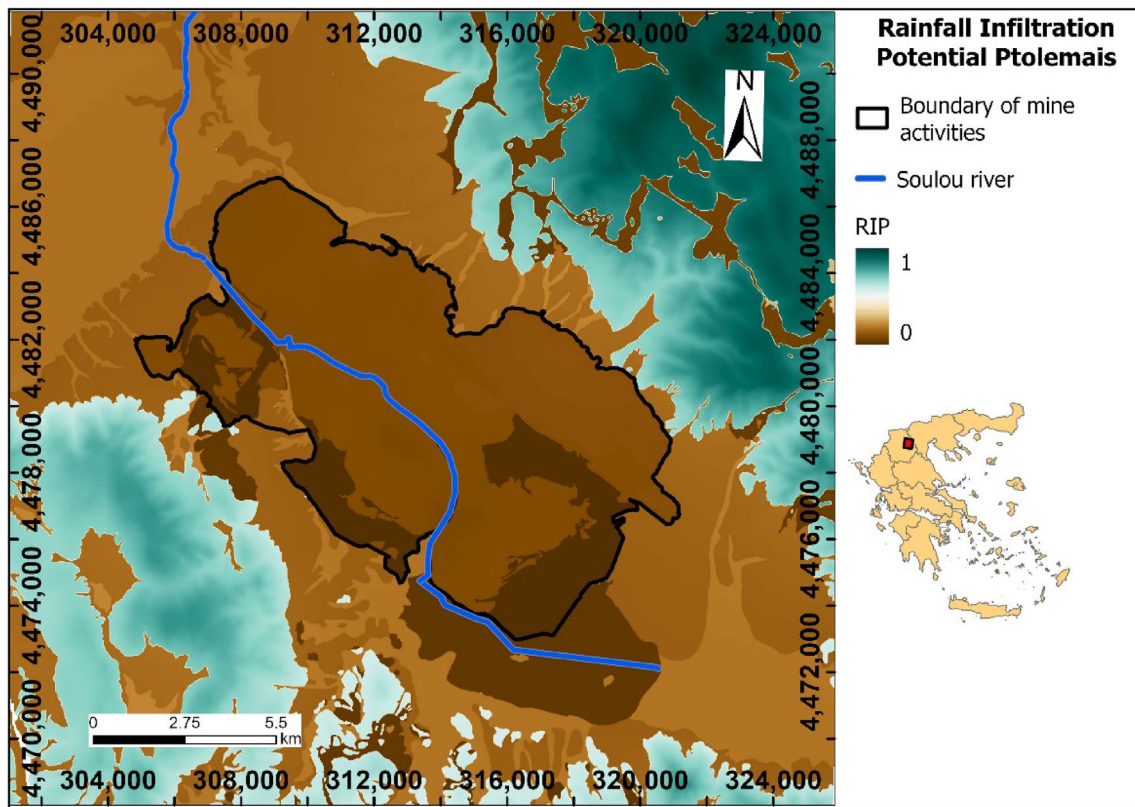 304,000 308,000 312,000 316,000 320,000 324,000
4,490,000
4,486,000
4,482,000
4,478,000
4,474,000
4,470,000
N
4,488,000
4,484,000
4,480,000
4,476,000
4,472,000
0 2.75 5.5
km
304,000 308,000 312,000 316,000 320,000 324,000
Rainfall Infiltration
Potential Ptolemais
Boundary of mine
activities
Soulou river
RIP
1
0